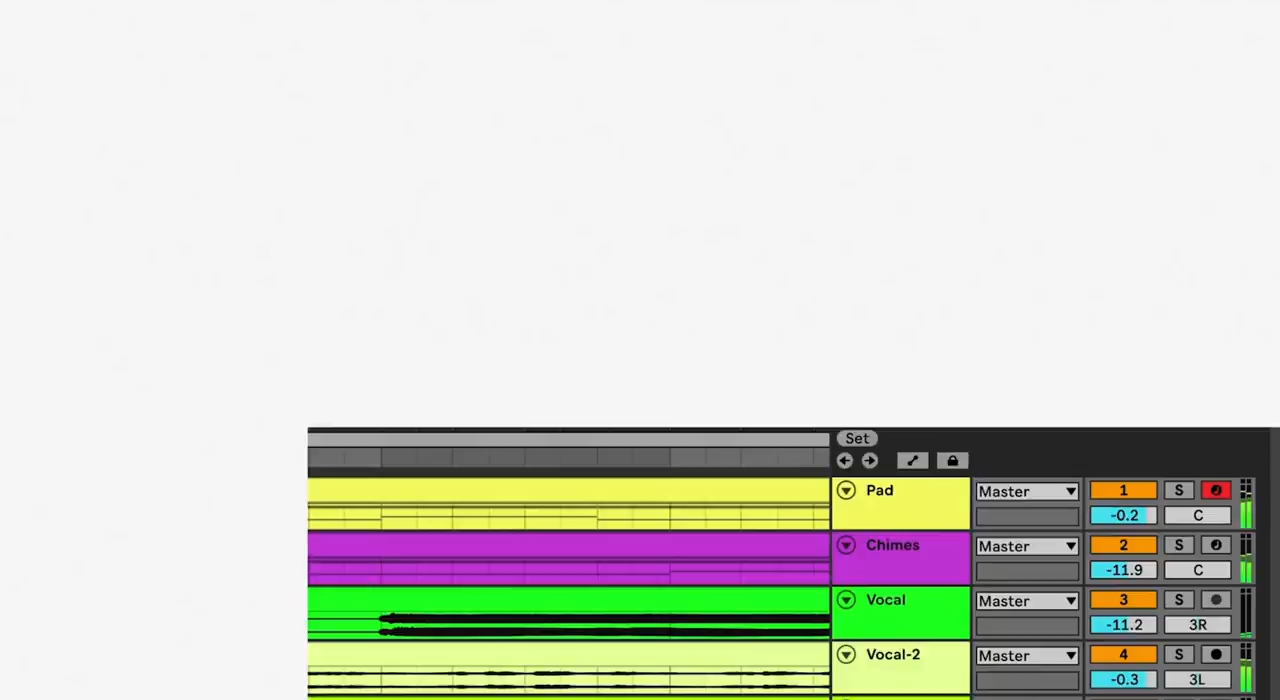 Set
Pad Master 1 S
-0.2 C
Chimes Master 2 S
-11.9 C
Vocal Master 3 S
-11.2 3R
Vocal-2 Master 4 S
-0.3 3L